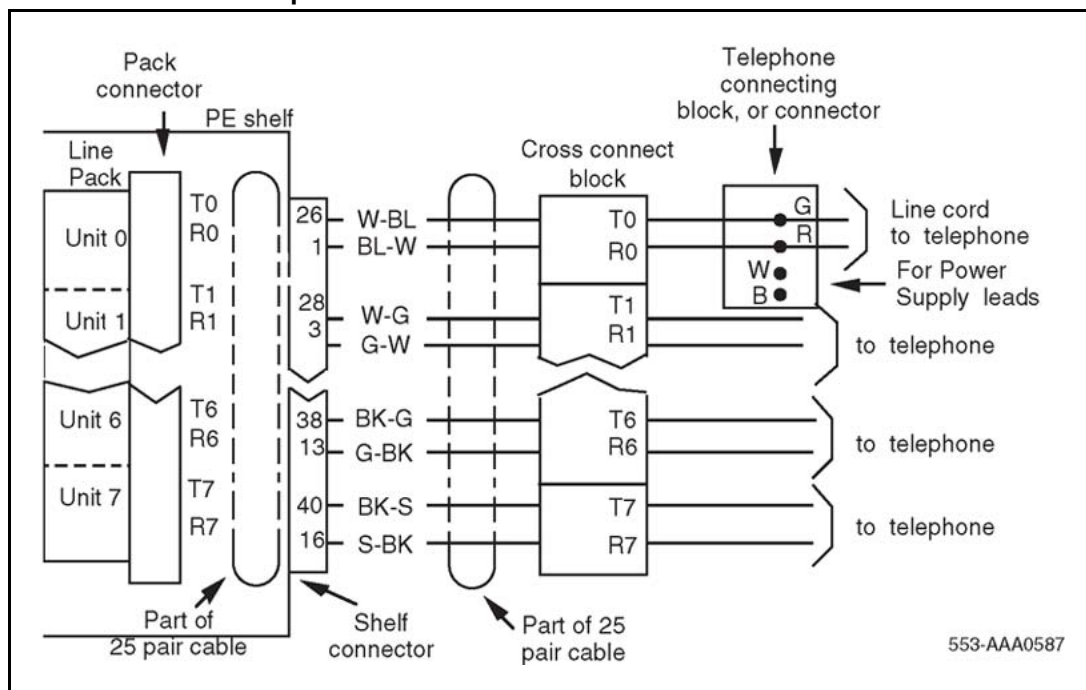 Pack
connector
PE shelf
Telephone
connecting
block, or connector
Line
Pack
Cross connect
block
Unit 0
T0
R0
26
1
W-BL
BL-W
T0
R0
G
R
W
B
Line cord
to telephone
For Power
Supply leads
Unit 1
T1
R1
28
3
W-G
G-W
T1
R1
to telephone
Unit 6
T6
R6
38
13
BK-G
G-BK
T6
R6
to telephone
Unit 7
T7
R7
40
16
BK-S
S-BK
T7
R7
to telephone
Part of
25 pair cable
Shelf
connector
Part of 25
pair cable
553-AAA0587